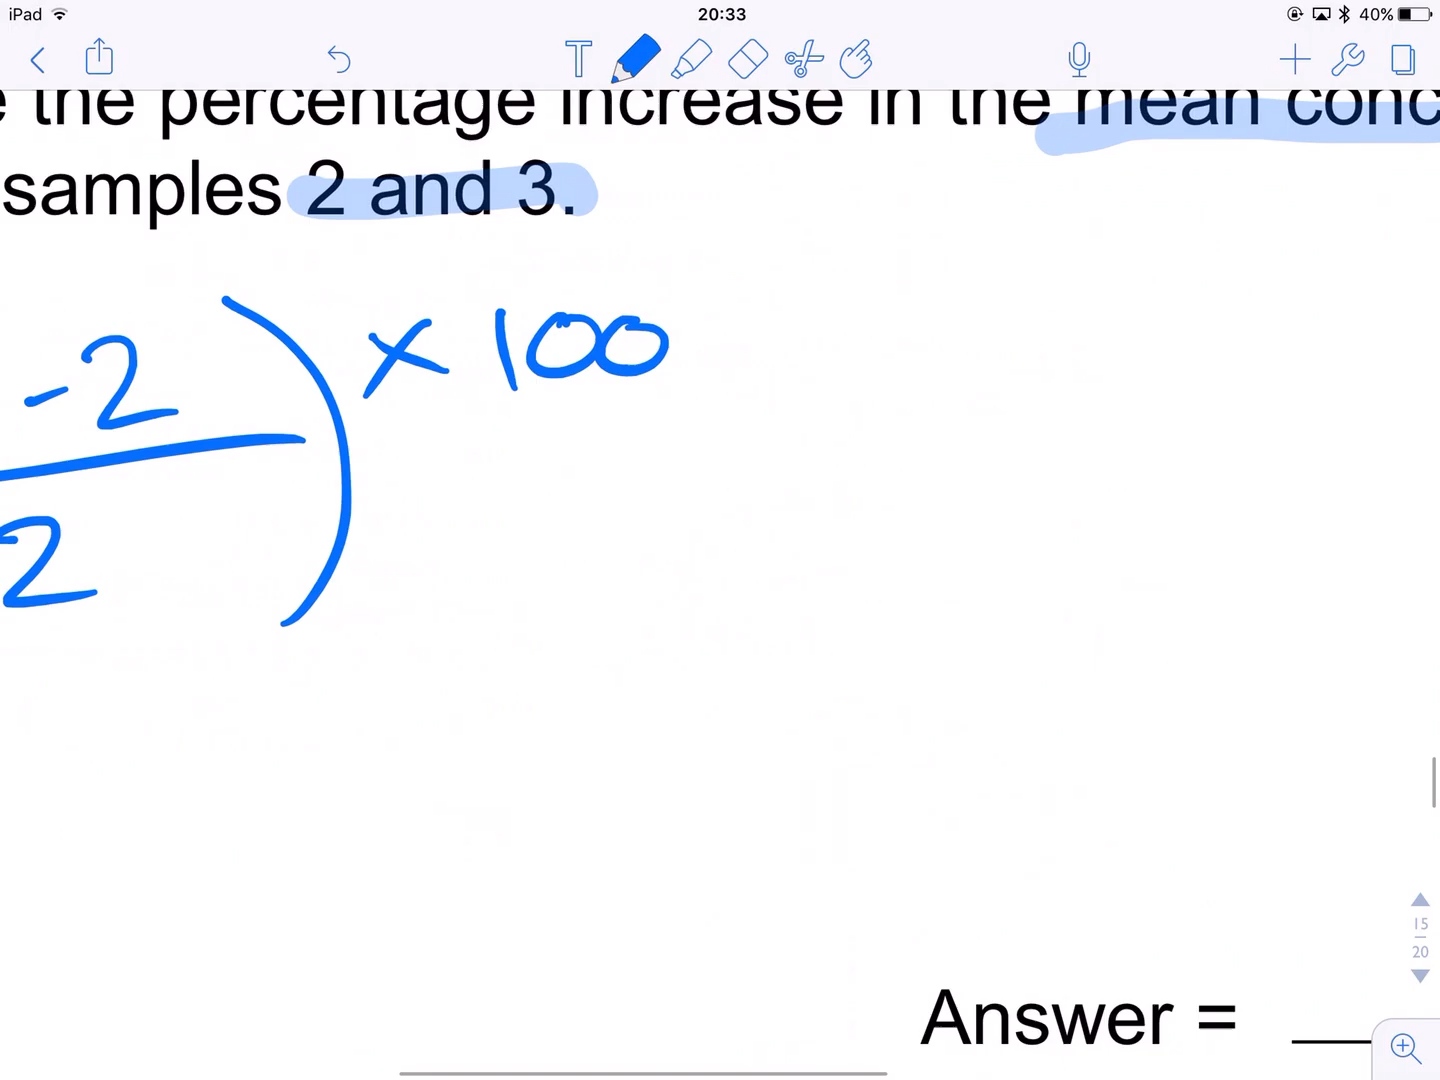 iPad 20:33 40%
the percentage increase in the mean conc
samples 2 and 3.
- 2 ) × 100
2
15
20
Answer = __